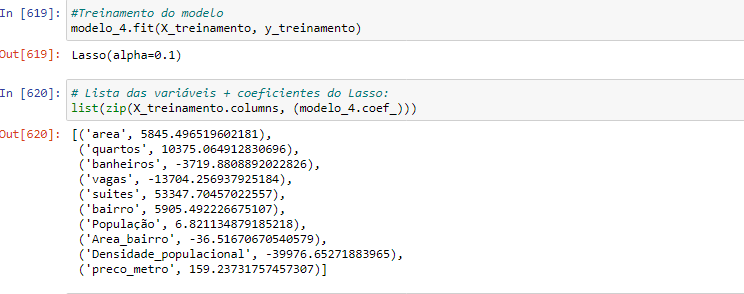 In [619]: #Treinamento do modelo
modelo_4.fit(X_treinamento, y_treinamento)
Out[619]: Lasso(alpha=0.1)
In [620]: # Lista das variáveis + coeficientes do Lasso:
list(zip(X_treinamento.columns, (modelo_4.coef_)))
Out[620]: [('area', 5845.496519602181),
('quartos', 10375.064912830696),
('banheiros', -3719.8808892022826),
('vagas', -13704.256937925184),
('suites', 53347.70457022557),
('bairro', 5905.492226675107),
('População', 6.821134879185218),
('Area_bairro', -36.51670670540579),
('Densidade_populacional', -39976.65271883965),
('preco_metro', 159.23731757457307)]